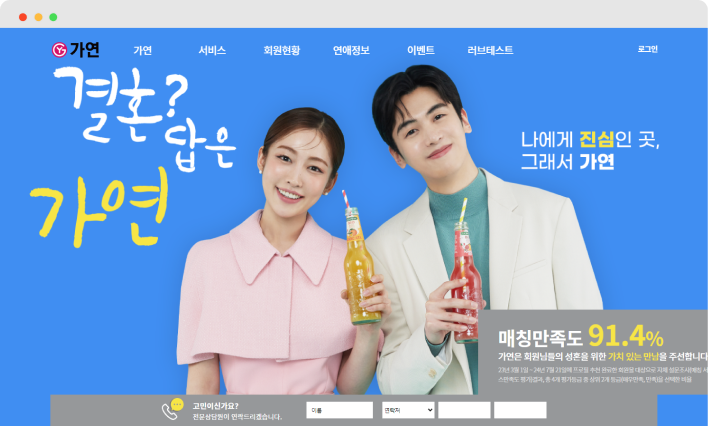 가연
가연
서비스
회원현황
연애정보
이벤트
러브테스트
로그인
결혼?
답은
가연
나에게 진심인 곳,
그래서 가연
매칭만족도 91.4%
가연은 회원님들의 성혼을 위한 가치 있는 만남을 주선합니다
고민이신가요?
전문상담원이 연락드리겠습니다.
이름
연락처